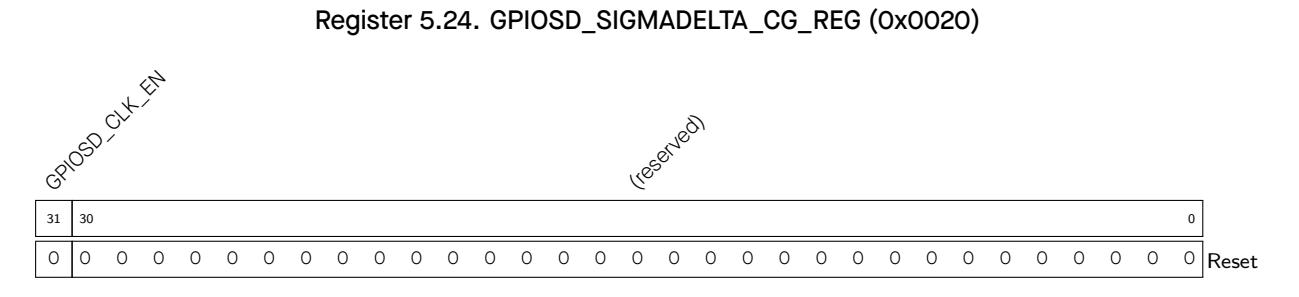 Register 5.24. GPIOSD_SIGMADELTA_CG_REG (0x0020)
GPIOSD_CLK_EN
(reserved)
31 30 0
0 0 0 0 0 0 0 0 0 0 0 0 0 0 0 0 0 0 0 0 0 0 0 0 0 0 0 0 0 0 0 0 Reset